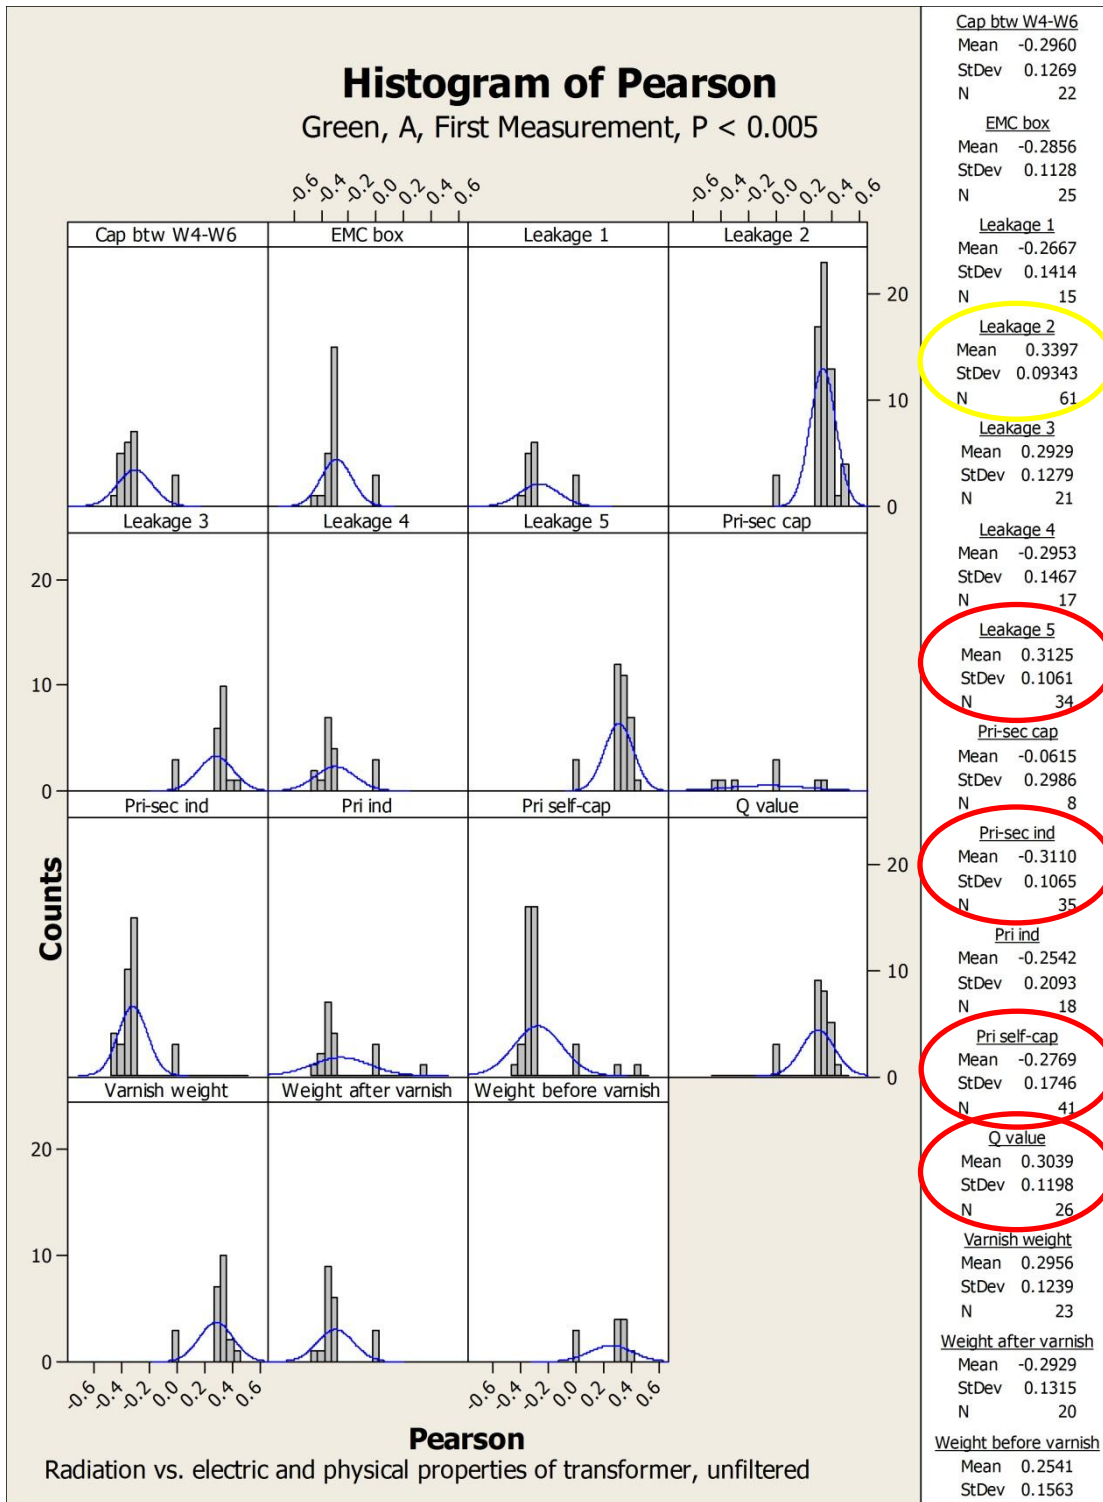 Histogram of Pearson
Green, A, First Measurement, P < 0.005
-0.6 -0.4 -0.2 0.0 0.2 0.4 0.6
-0.6 -0.4 -0.2 0.0 0.2 0.4 0.6
Cap btw W4-W6 EMC box Leakage 1 Leakage 2
20
10
0
Leakage 3 Leakage 4 Leakage 5 Pri-sec cap
20
10
0
Pri-sec ind Pri ind Pri self-cap Q value
20
10
0
Varnish weight Weight after varnish Weight before varnish
20
10
0
-0.6 -0.4 -0.2 0.0 0.2 0.4 0.6
-0.6 -0.4 -0.2 0.0 0.2 0.4 0.6
Counts
Pearson
Radiation vs. electric and physical properties of transformer, unfiltered
Cap btw W4-W6
Mean -0.2960
StDev 0.1269
N 22
EMC box
Mean -0.2856
StDev 0.1128
N 25
Leakage 1
Mean -0.2667
StDev 0.1414
N 15
Leakage 2
Mean 0.3397
StDev 0.09343
N 61
Leakage 3
Mean 0.2929
StDev 0.1279
N 21
Leakage 4
Mean -0.2953
StDev 0.1467
N 17
Leakage 5
Mean 0.3125
StDev 0.1061
N 34
Pri-sec cap
Mean -0.0615
StDev 0.2986
N 8
Pri-sec ind
Mean -0.3110
StDev 0.1065
N 35
Pri ind
Mean -0.2542
StDev 0.2093
N 18
Pri self-cap
Mean -0.2769
StDev 0.1746
N 41
Q value
Mean 0.3039
StDev 0.1198
N 26
Varnish weight
Mean 0.2956
StDev 0.1239
N 23
Weight after varnish
Mean -0.2929
StDev 0.1315
N 20
Weight before varnish
Mean 0.2541
StDev 0.1563